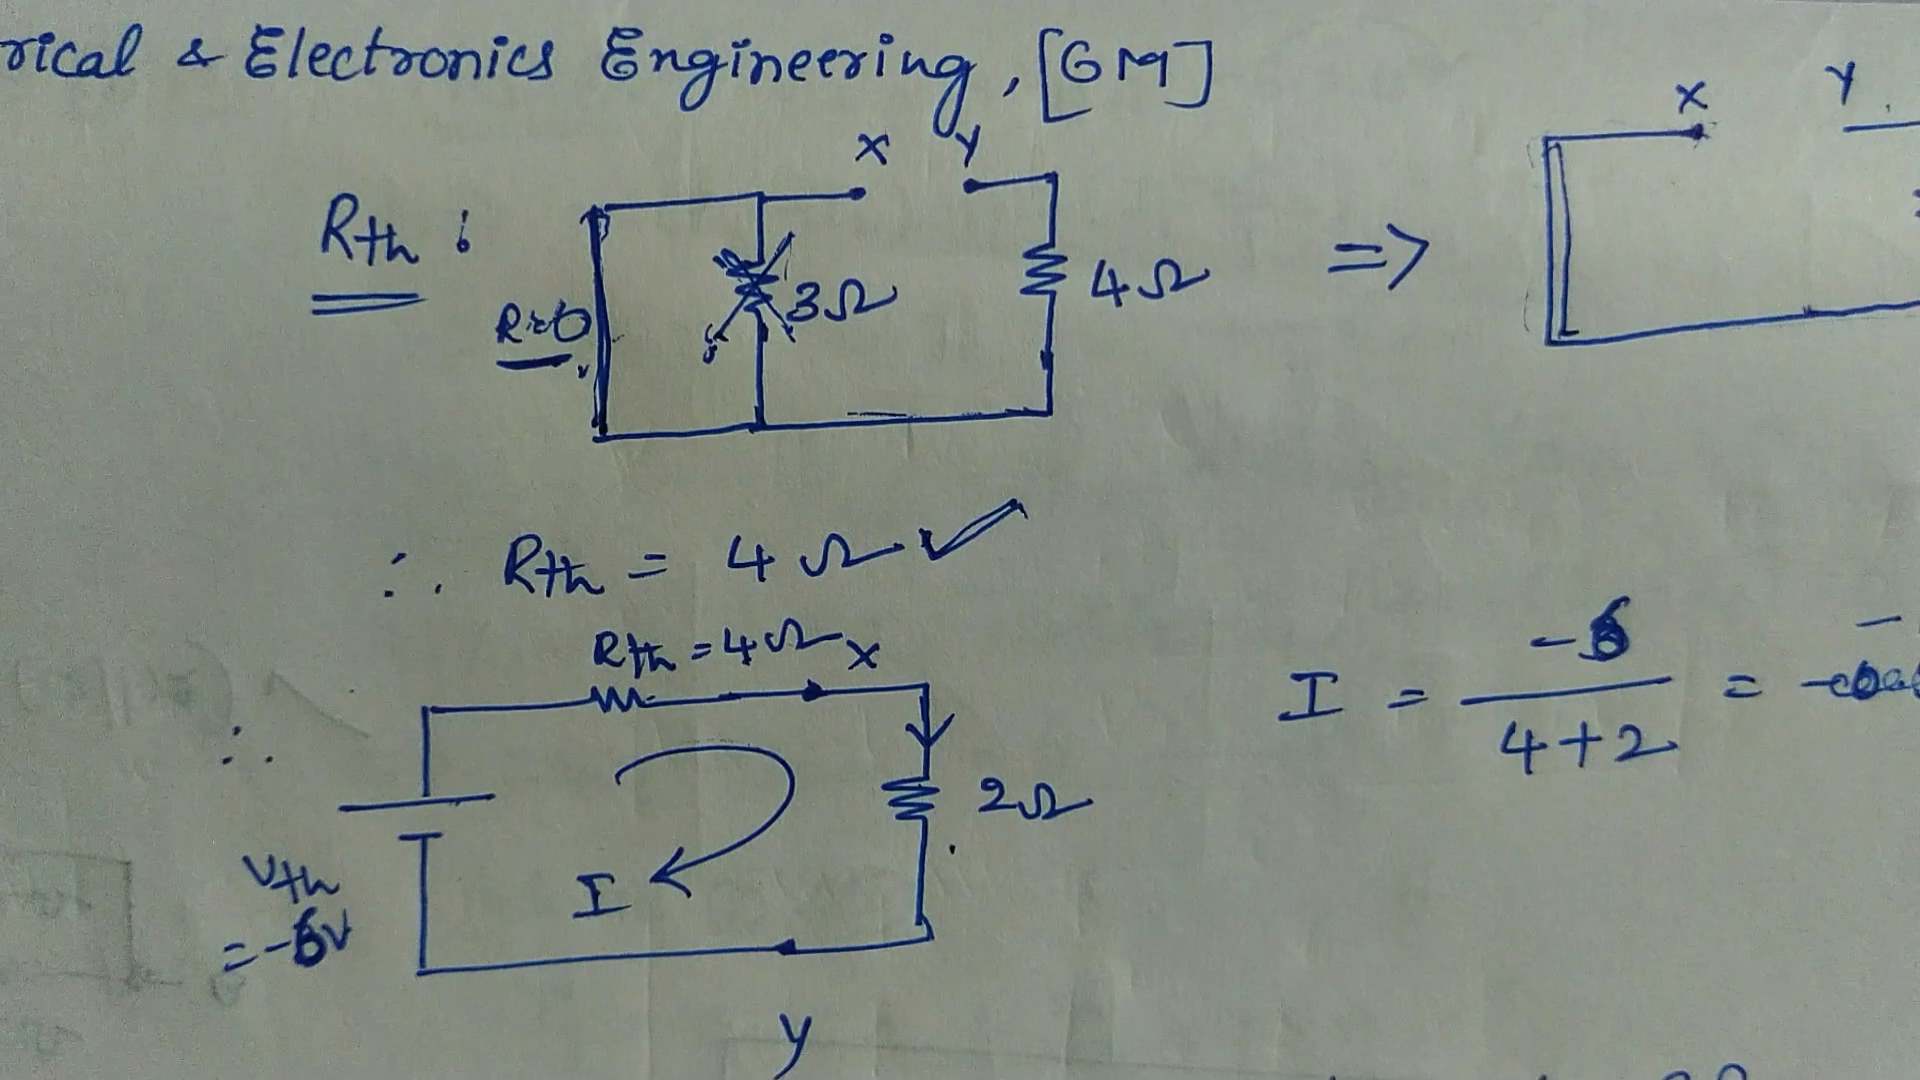 rical & Electronics Engineering, [GM]
X Y X Y
Rth :
R=0 3Ω 4Ω =>
∴ Rth = 4Ω ✓
Rth = 4Ω X
I = -6/(4+2) = -
∴ 2Ω
Vth
= -6V
I
y